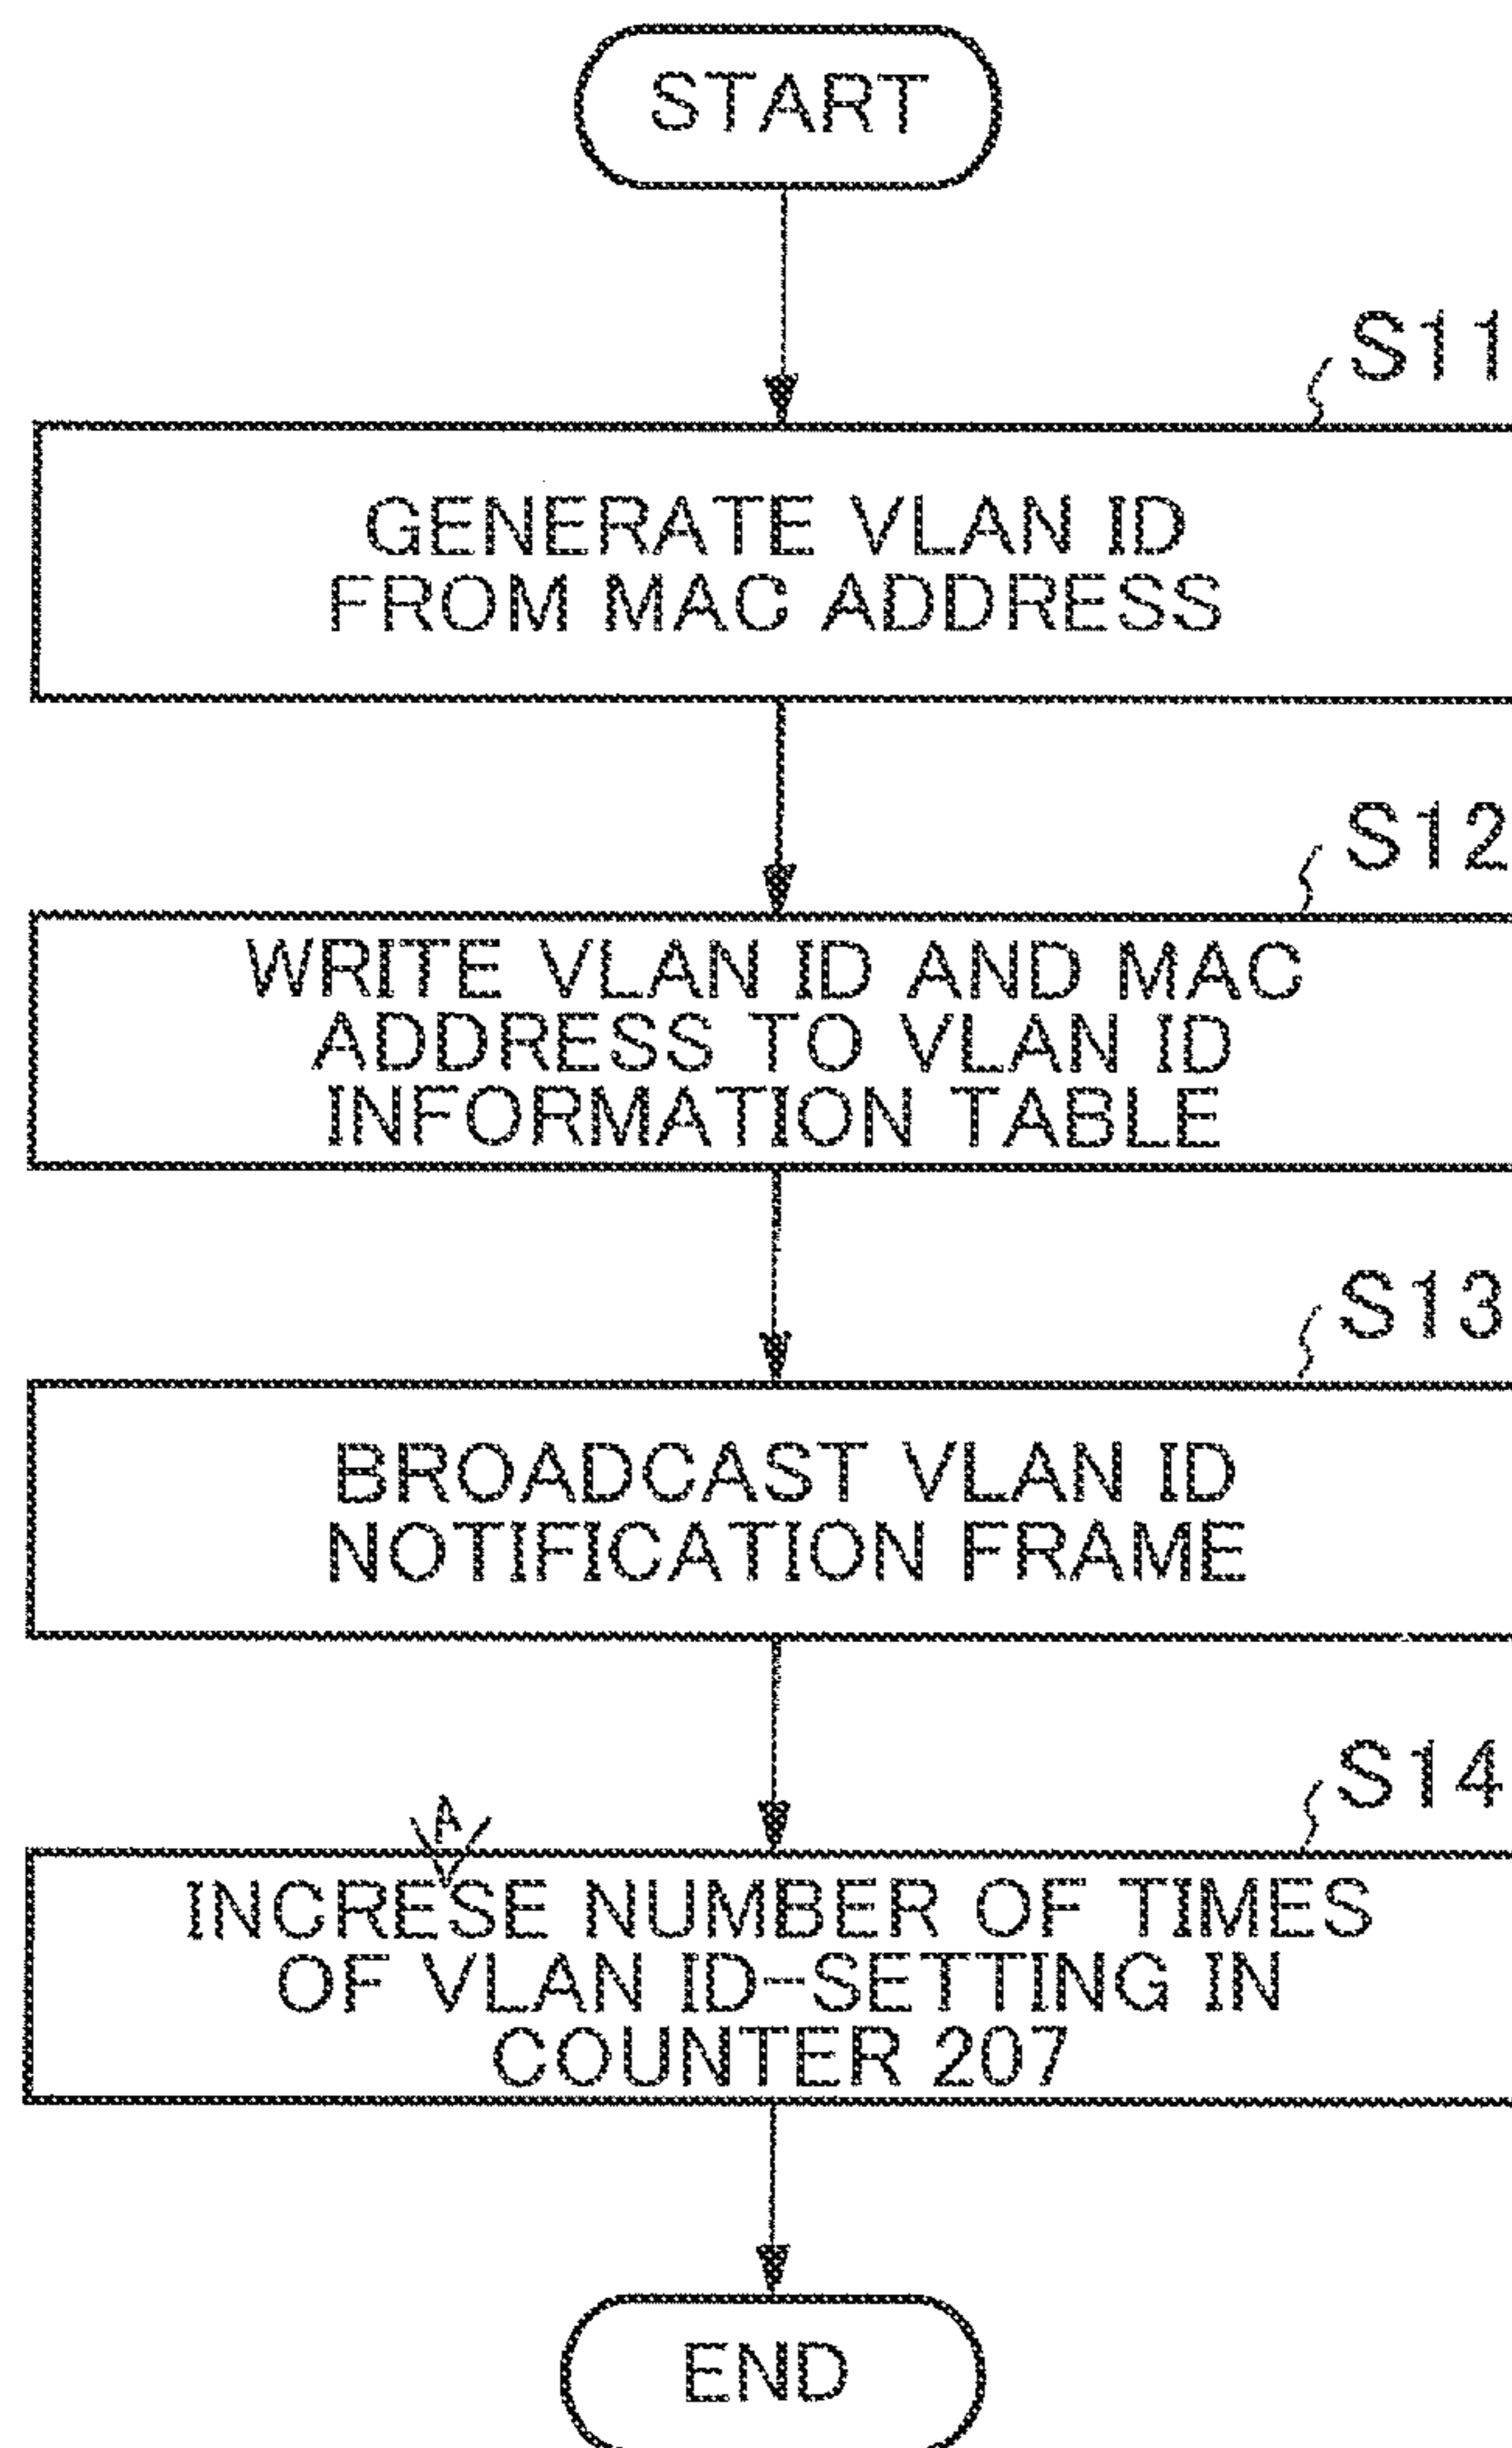 START
S11
GENERATE VLAN ID
FROM MAC ADDRESS
S12
WRITE VLAN ID AND MAC
ADDRESS TO VLAN ID
INFORMATION TABLE
S13
BROADCAST VLAN ID
NOTIFICATION FRAME
S14
A
INCRESE NUMBER OF TIMES
OF VLAN ID-SETTING IN
COUNTER 207
END